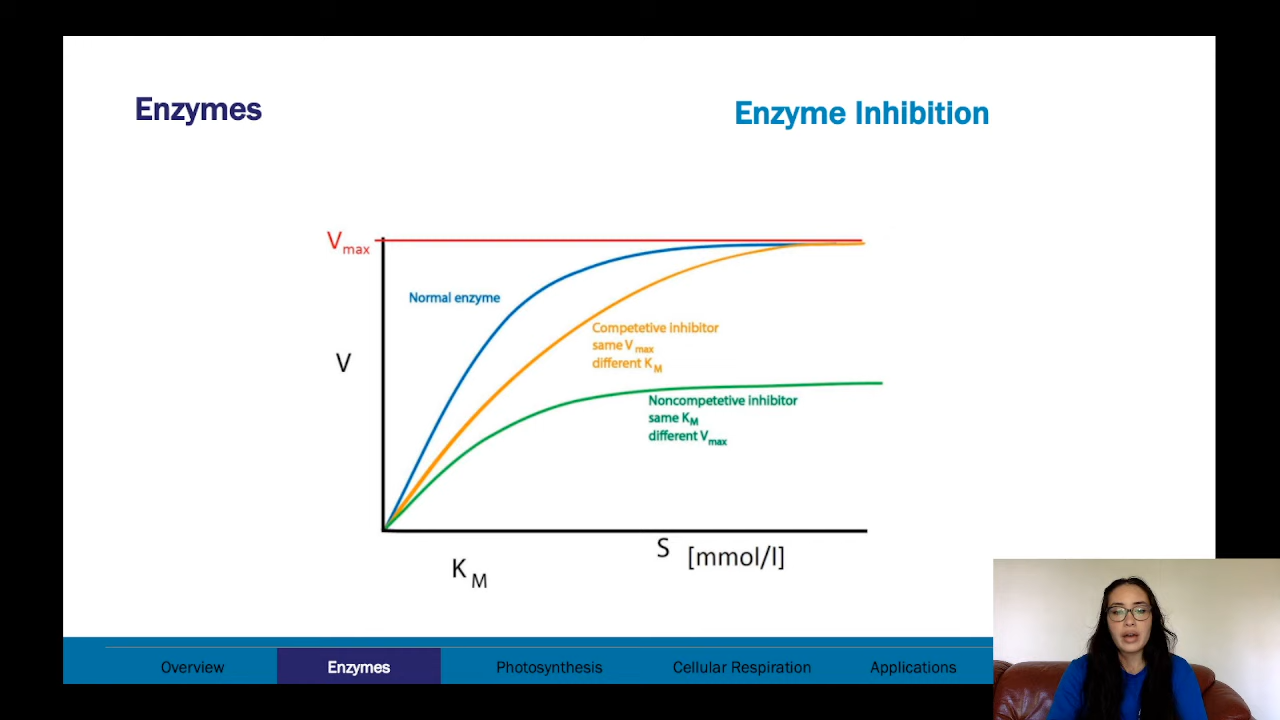 Enzymes
Enzyme Inhibition
Vmax
Normal enzyme
Competetive inhibitor
same Vmax
different KM
V
Noncompetetive inhibitor
same KM
different Vmax
S [mmol/l]
KM
Overview
Enzymes
Photosynthesis
Cellular Respiration
Applications